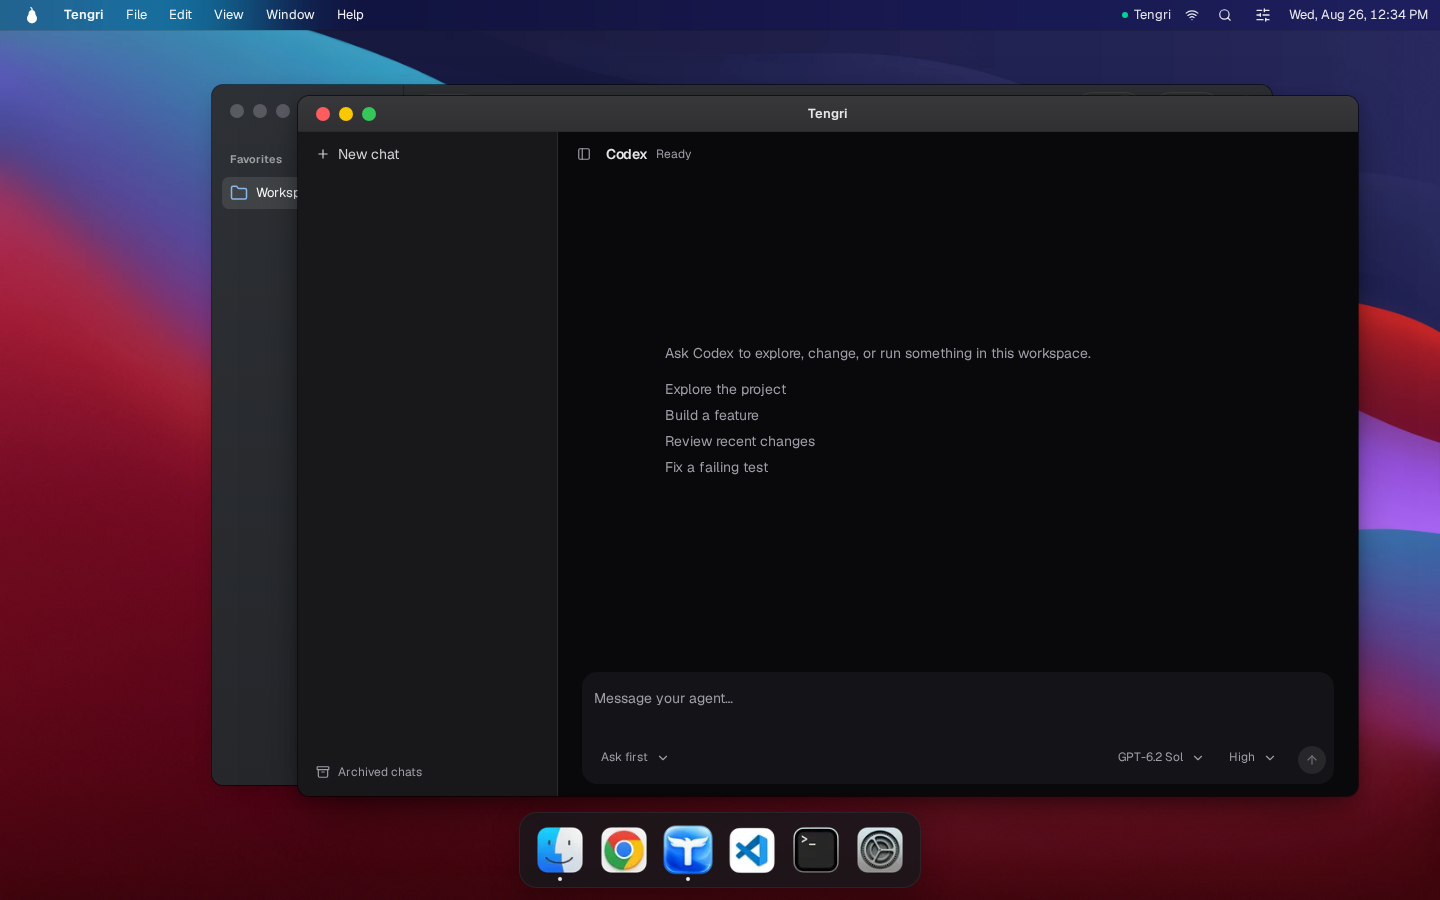 Tengri File Edit View Window Help Tengri Wed, Aug 26, 12:34 PM
Tengri
Favorites
Worksp
New chat
Codex Ready
Ask Codex to explore, change, or run something in this workspace.
Explore the project
Build a feature
Review recent changes
Fix a failing test
Message your agent...
Ask first GPT-6.2 Sol High
Archived chats
>_